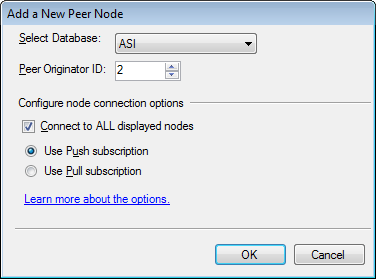 Add a New Peer Node
Select Database: ASI
Peer Originator ID: 2
Configure node connection options
Connect to ALL displayed nodes
Use Push subscription
Use Pull subscription
Learn more about the options.
OK Cancel